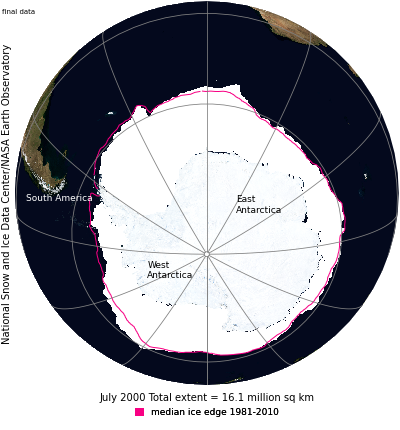 final data
National Snow and Ice Data Center/NASA Earth Observatory
South America
East
Antarctica
West
Antarctica
July 2000 Total extent = 16.1 million sq km
median ice edge 1981-2010